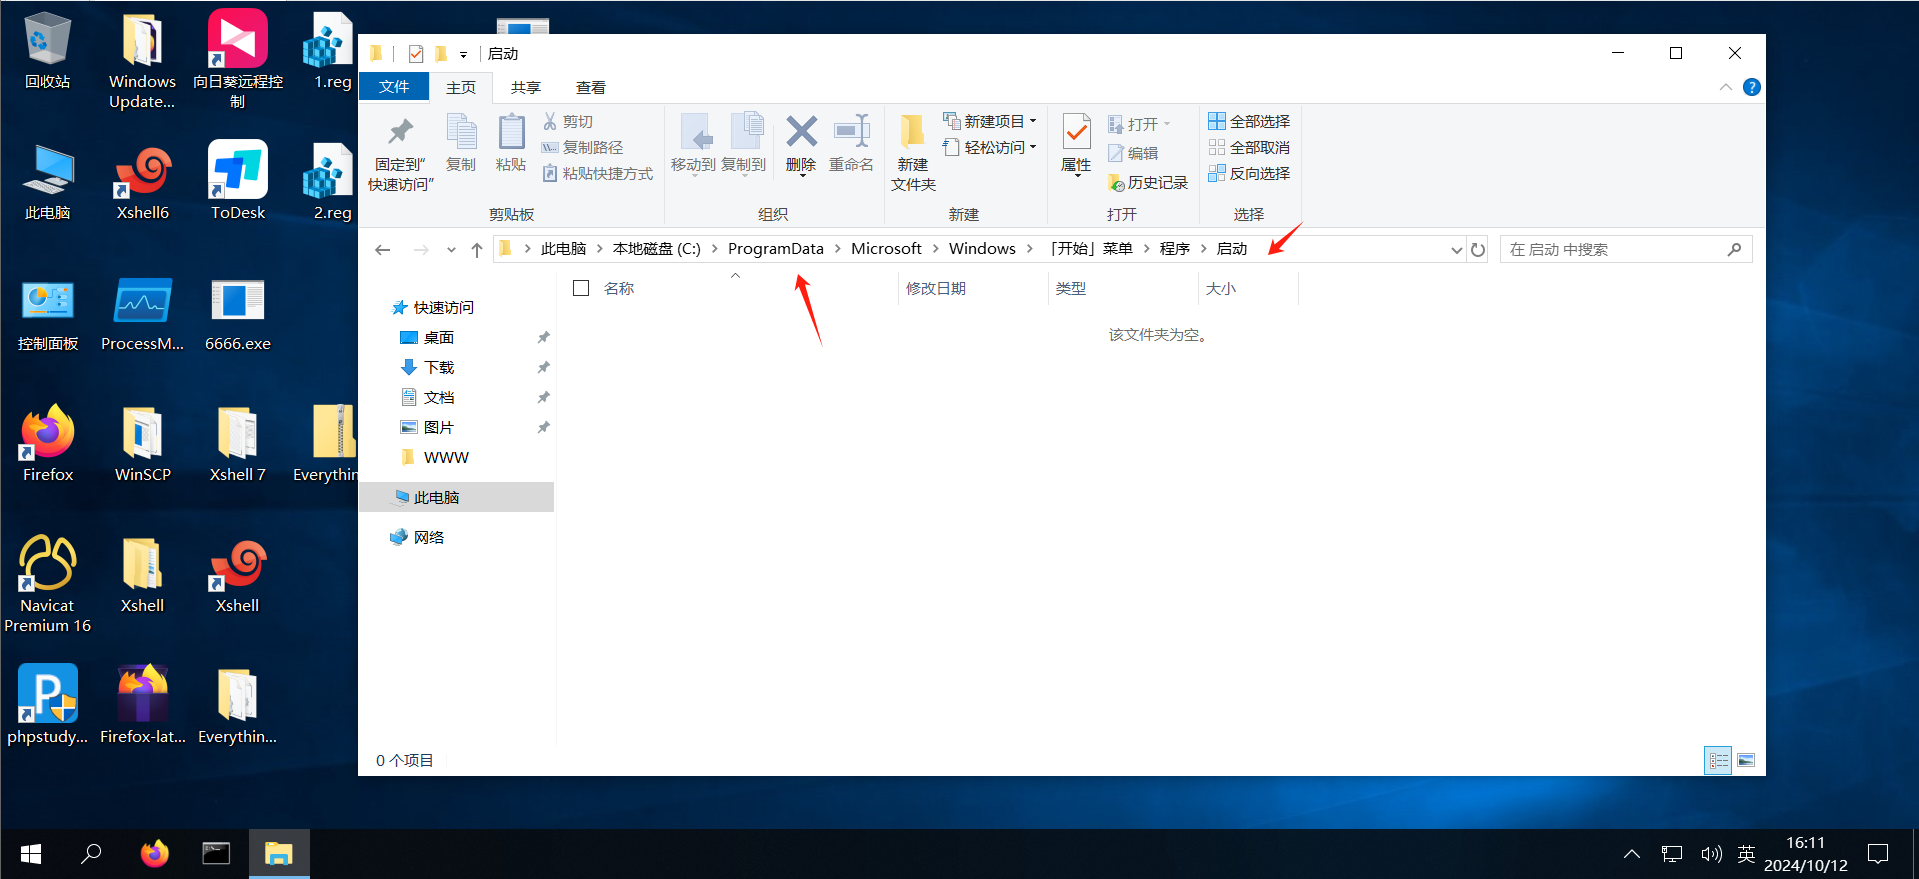 回收站
Windows
Update...
向日葵远程控
制
1.reg
此电脑
Xshell6
ToDesk
2.reg
控制面板
ProcessM...
6666.exe
Firefox
WinSCP
Xshell 7
Everythin
Navicat
Premium 16
Xshell
Xshell
phpstudy...
Firefox-lat...
Everythin...
启动
文件
主页
共享
查看
固定到"
快速访问"
复制
粘贴
剪切
复制路径
粘贴快捷方式
剪贴板
移动到
复制到
删除
重命名
组织
新建
文件夹
新建项目
轻松访问
新建
属性
打开
编辑
历史记录
打开
全部选择
全部取消
反向选择
选择
此电脑 > 本地磁盘 (C:) > ProgramData > Microsoft > Windows > 「开始」菜单 > 程序 > 启动
在 启动 中搜索
名称
修改日期
类型
大小
该文件夹为空。
快速访问
桌面
下载
文档
图片
WWW
此电脑
网络
0 个项目
英
16:11
2024/10/12